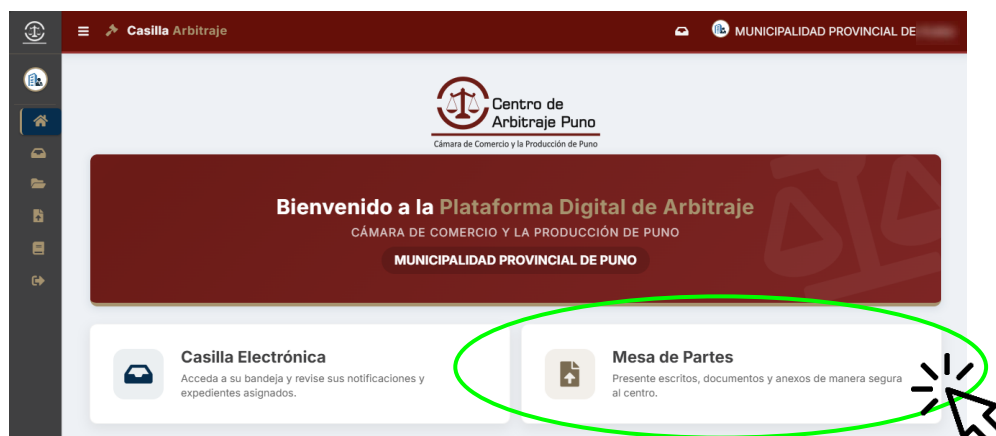 Casilla Arbitraje
MUNICIPALIDAD PROVINCIAL DE
Centro de
Arbitraje Puno
Cámara de Comercio y la Producción de Puno
Bienvenido a la Plataforma Digital de Arbitraje
CÁMARA DE COMERCIO Y LA PRODUCCIÓN DE PUNO
MUNICIPALIDAD PROVINCIAL DE PUNO
Casilla Electrónica
Acceda a su bandeja y revise sus notificaciones y
expedientes asignados.
Mesa de Partes
Presente escritos, documentos y anexos de manera segura
al centro.